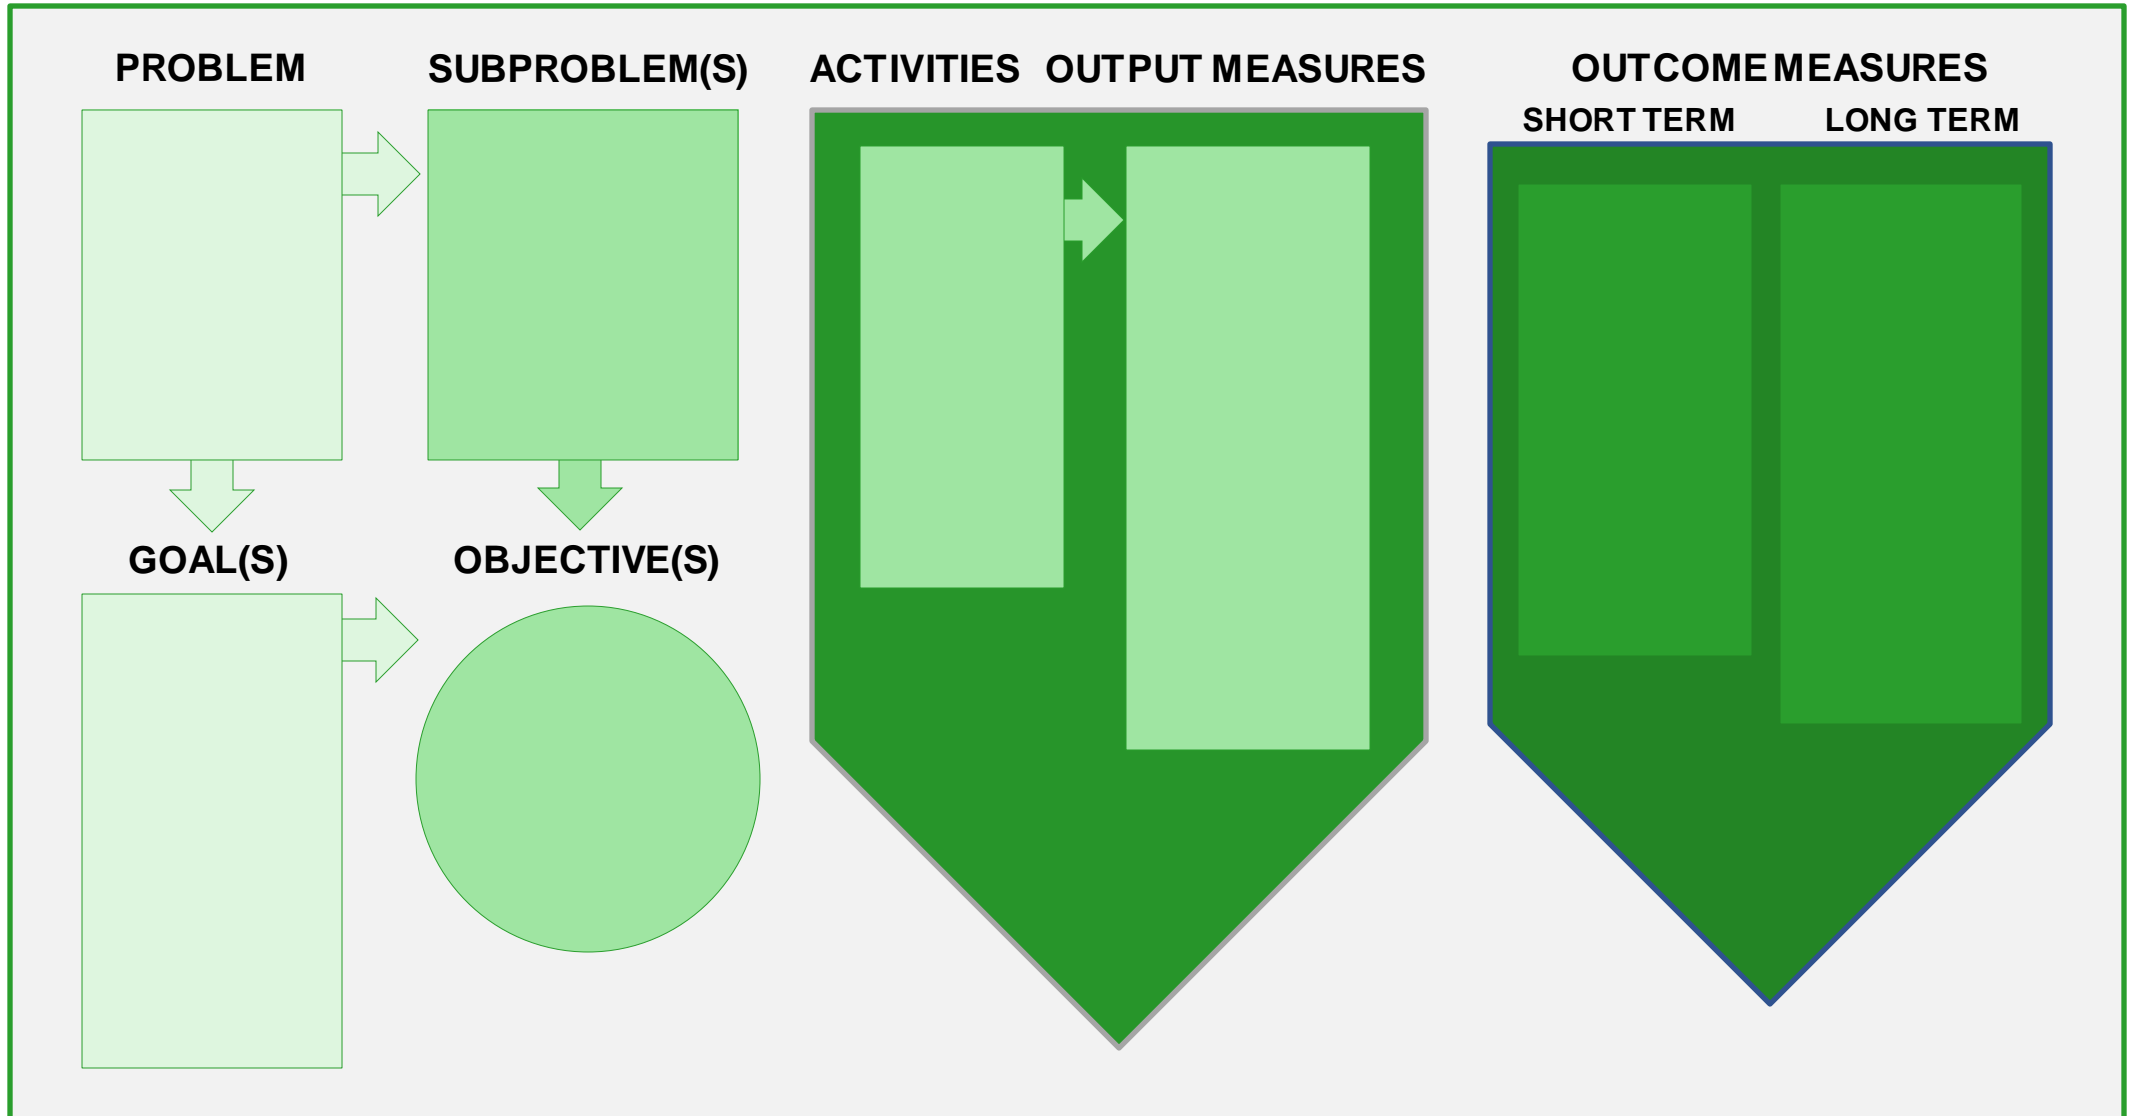 PROBLEM
SUBPROBLEM(S)
ACTIVITIES
OUTPUT MEASURES
OUTCOME MEASURES
SHORT TERM
LONG TERM
GOAL(S)
OBJECTIVE(S)